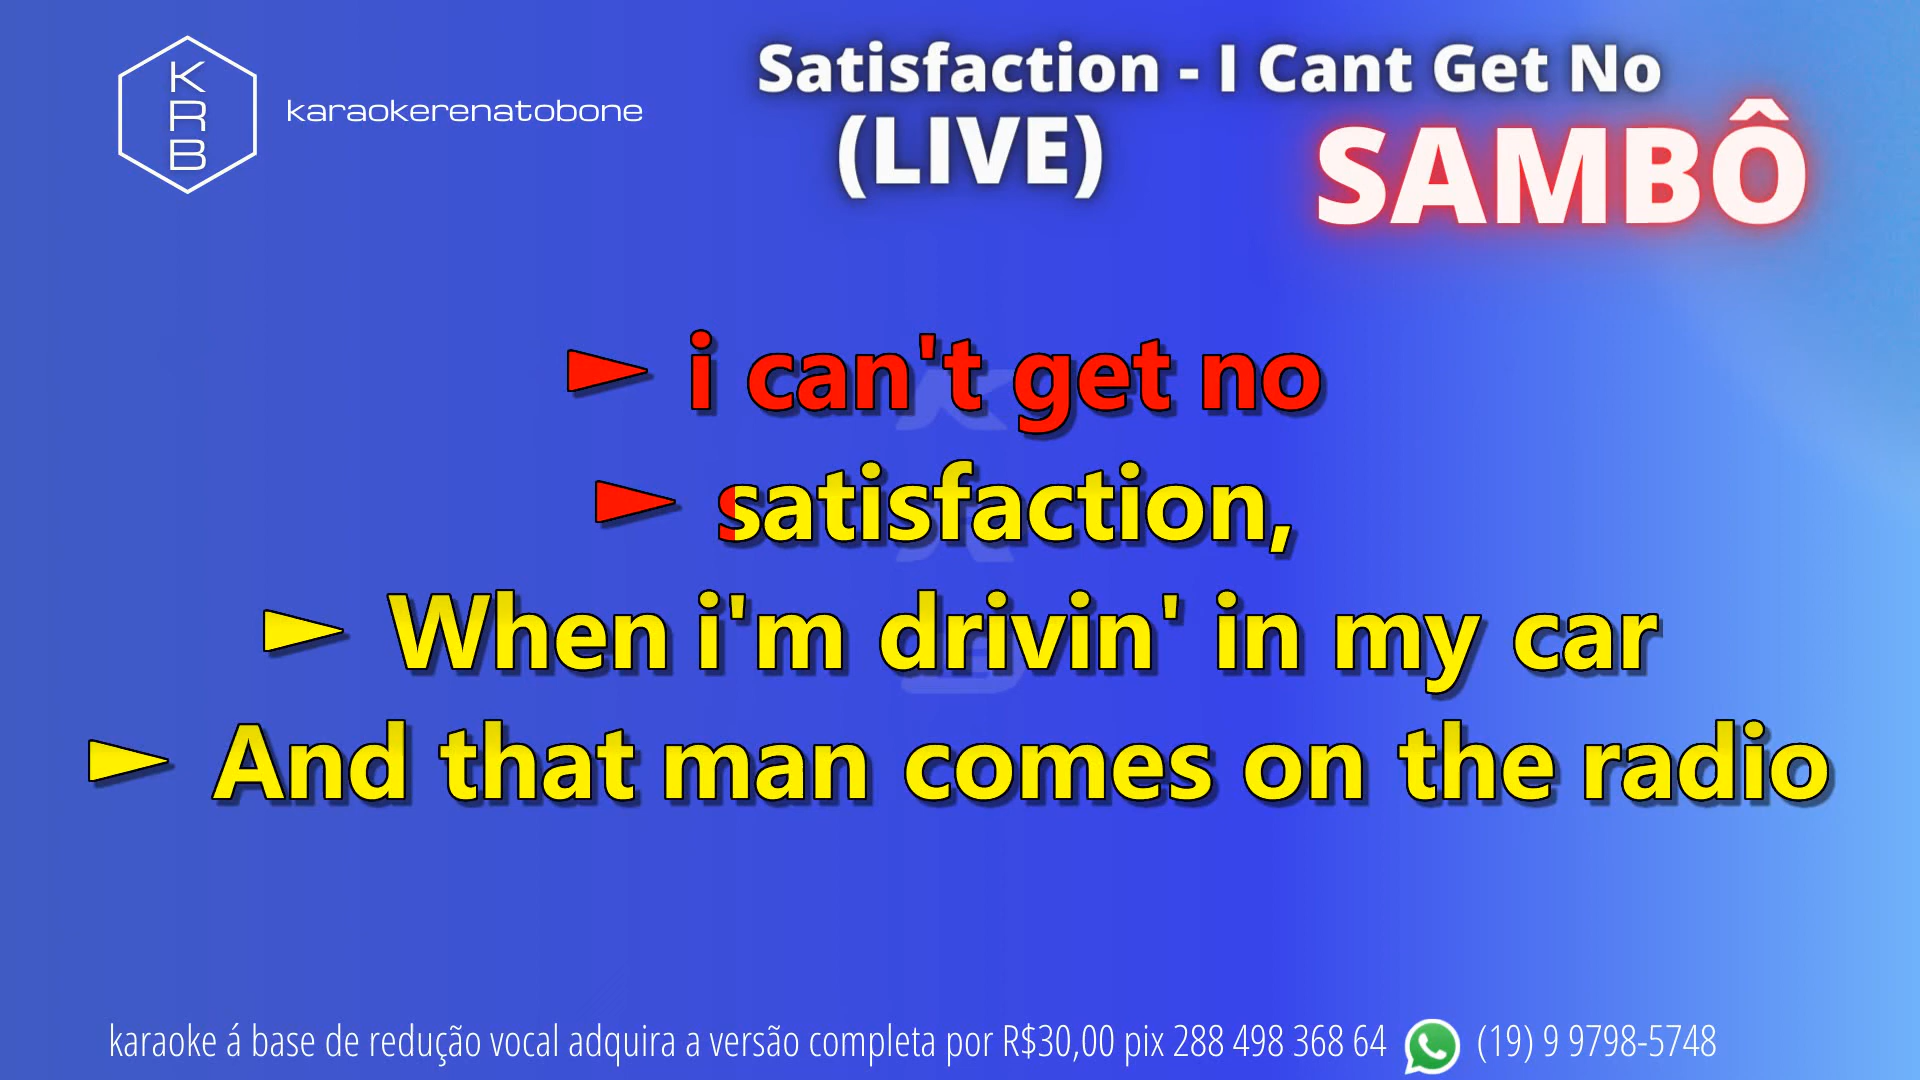 K
R
B
karaokerenatobone
Satisfaction - I Cant Get No
(LIVE)
SAMBÔ
► i can't get no
► satisfaction,
► When i'm drivin' in my car
► And that man comes on the radio
karaoke á base de redução vocal adquira a versão completa por R$30,00 pix 288 498 368 64 (19) 9 9798-5748